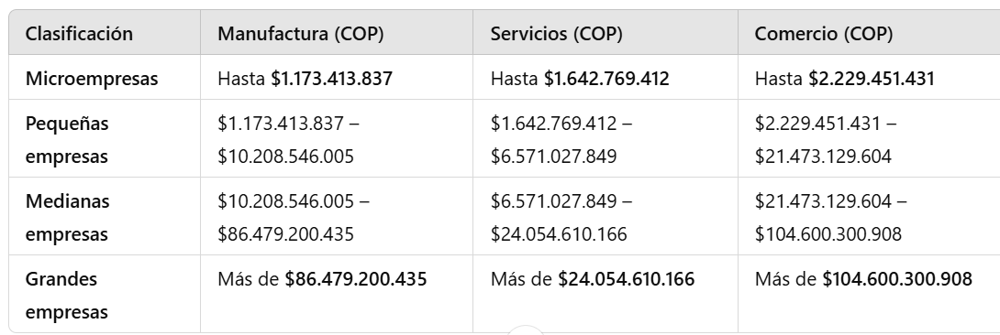 Clasificación Manufactura (COP) Servicios (COP) Comercio (COP)
Microempresas Hasta $1.173.413.837 Hasta $1.642.769.412 Hasta $2.229.451.431
Pequeñas $1.173.413.837 – $1.642.769.412 – $2.229.451.431 –
empresas $10.208.546.005 $6.571.027.849 $21.473.129.604
Medianas $10.208.546.005 – $6.571.027.849 – $21.473.129.604 –
empresas $86.479.200.435 $24.054.610.166 $104.600.300.908
Grandes Más de $86.479.200.435 Más de $24.054.610.166 Más de $104.600.300.908
empresas